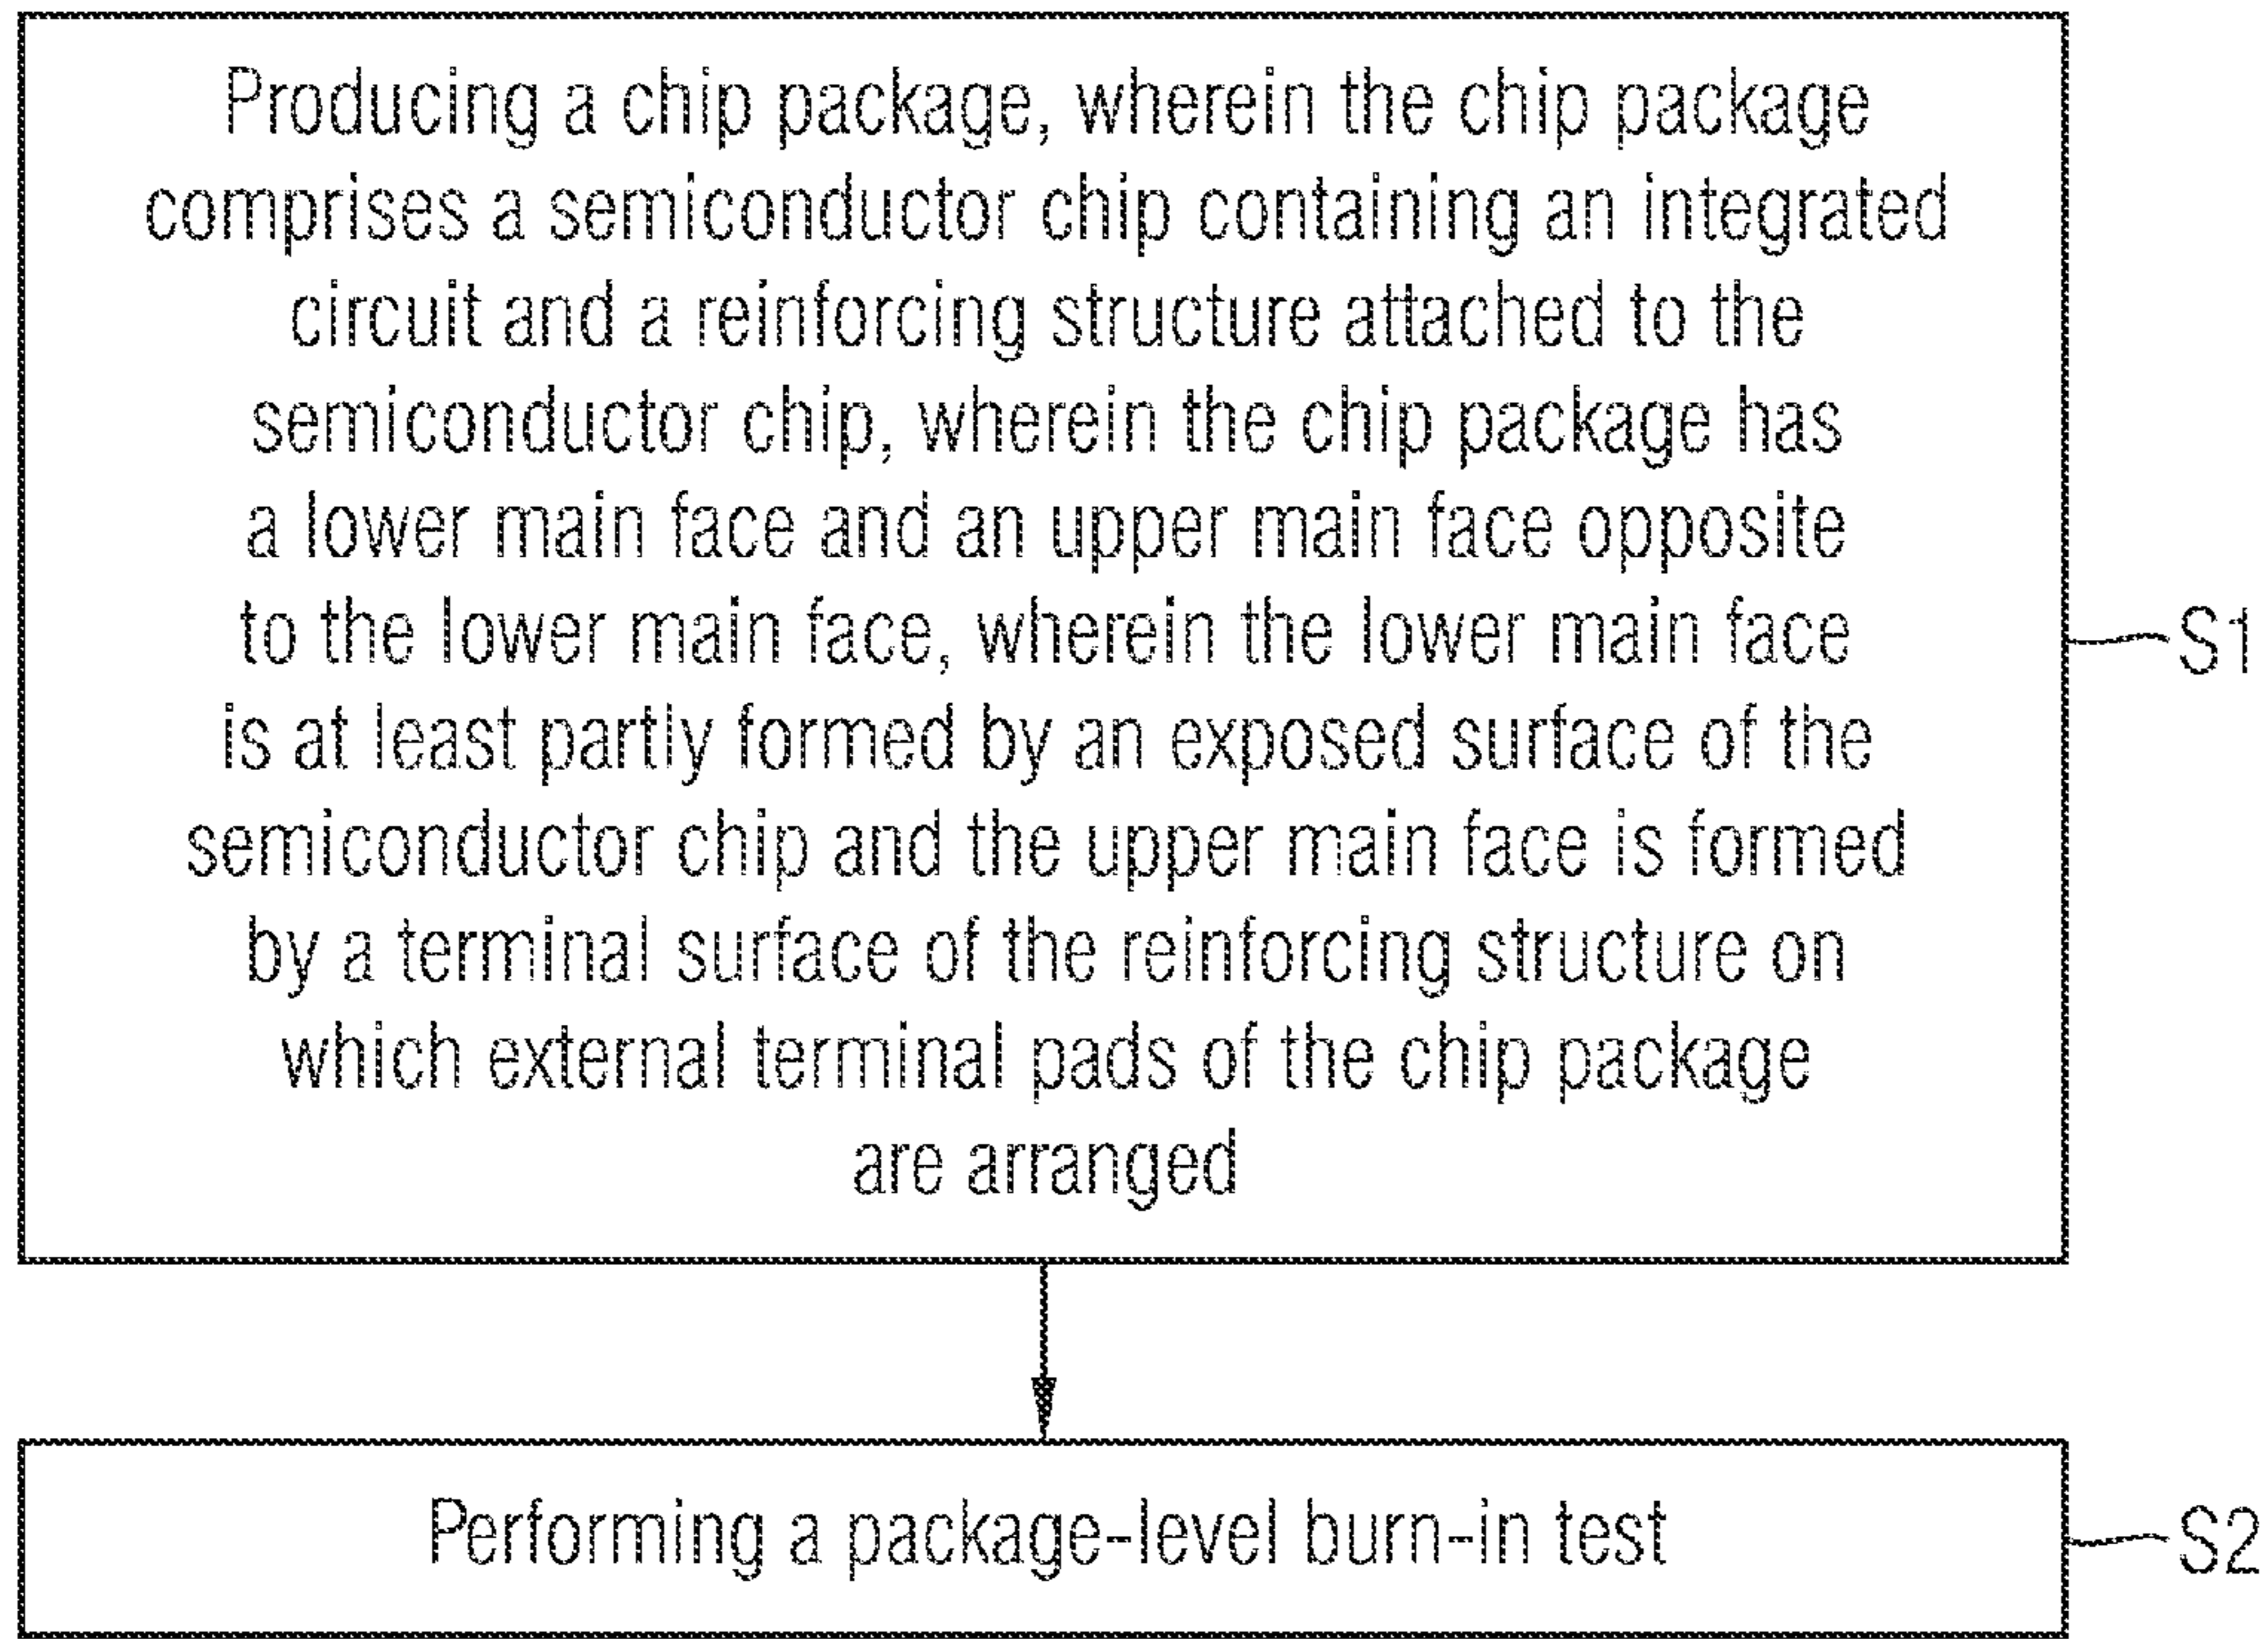 Producing a chip package, wherein the chip package
comprises a semiconductor chip containing an integrated
circuit and a reinforcing structure attached to the
semiconductor chip, wherein the chip package has
a lower main face and an upper main face opposite
to the lower main face, wherein the lower main face
is at least partly formed by an exposed surface of the
semiconductor chip and the upper main face is formed
by a terminal surface of the reinforcing structure on
which external terminal pads of the chip package
are arranged
S1
Performing a package-level burn-in test
S2